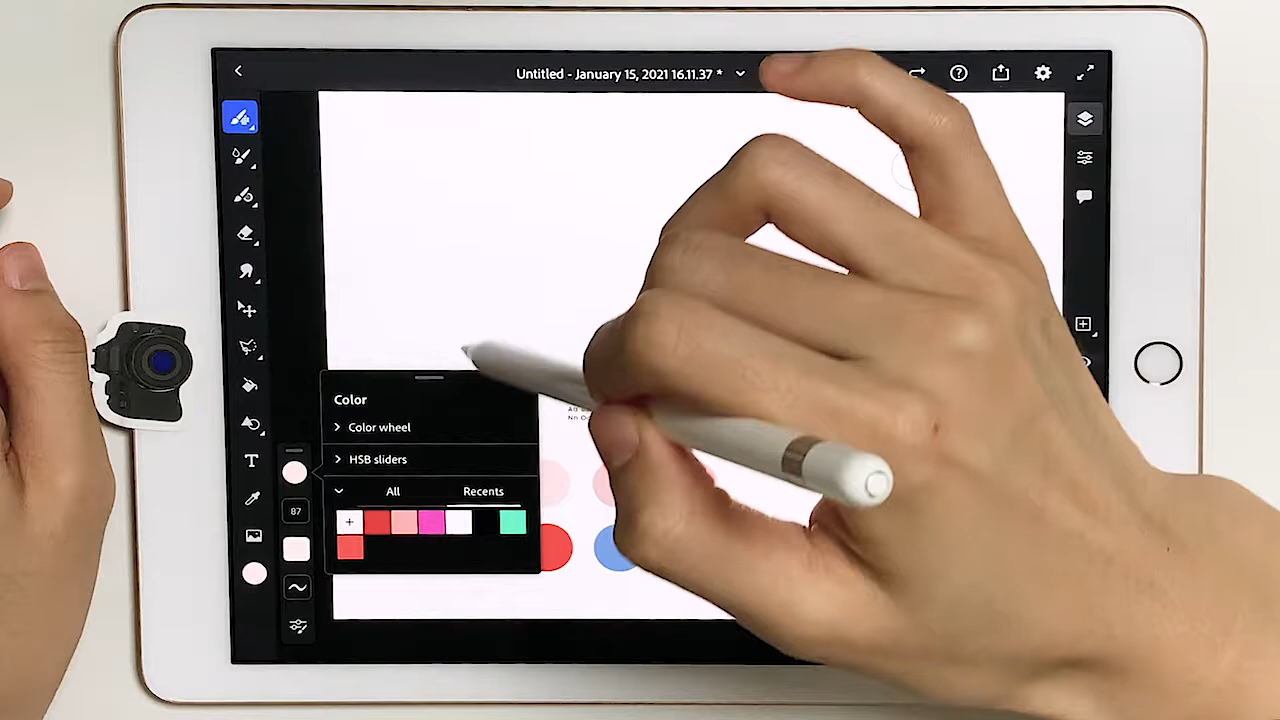 Untitled - January 15, 2021 16.11.37 *
Color
Color wheel
HSB sliders
All
Recents
87
T